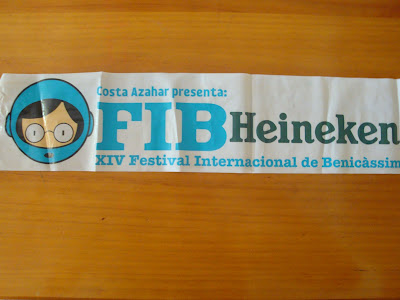 Costa Azahar presenta:
FIB Heineken
XIV Festival Internacional de Benicàssim